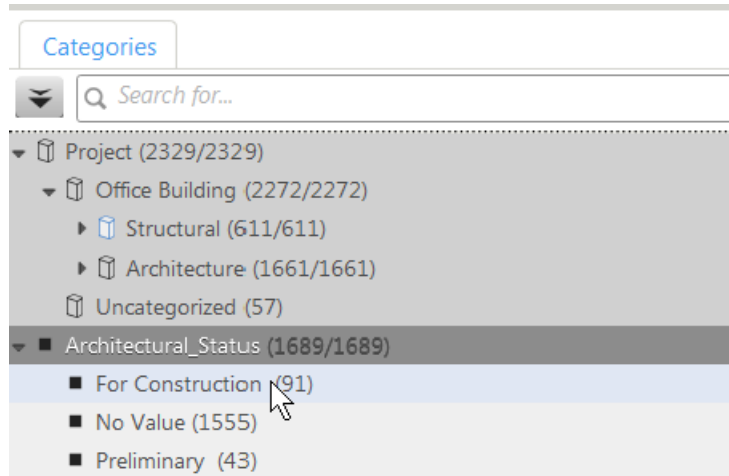 Categories
Search for...
Project (2329/2329)
Office Building (2272/2272)
Structural (611/611)
Architecture (1661/1661)
Uncategorized (57)
Architectural_Status (1689/1689)
For Construction (91)
No Value (1555)
Preliminary (43)